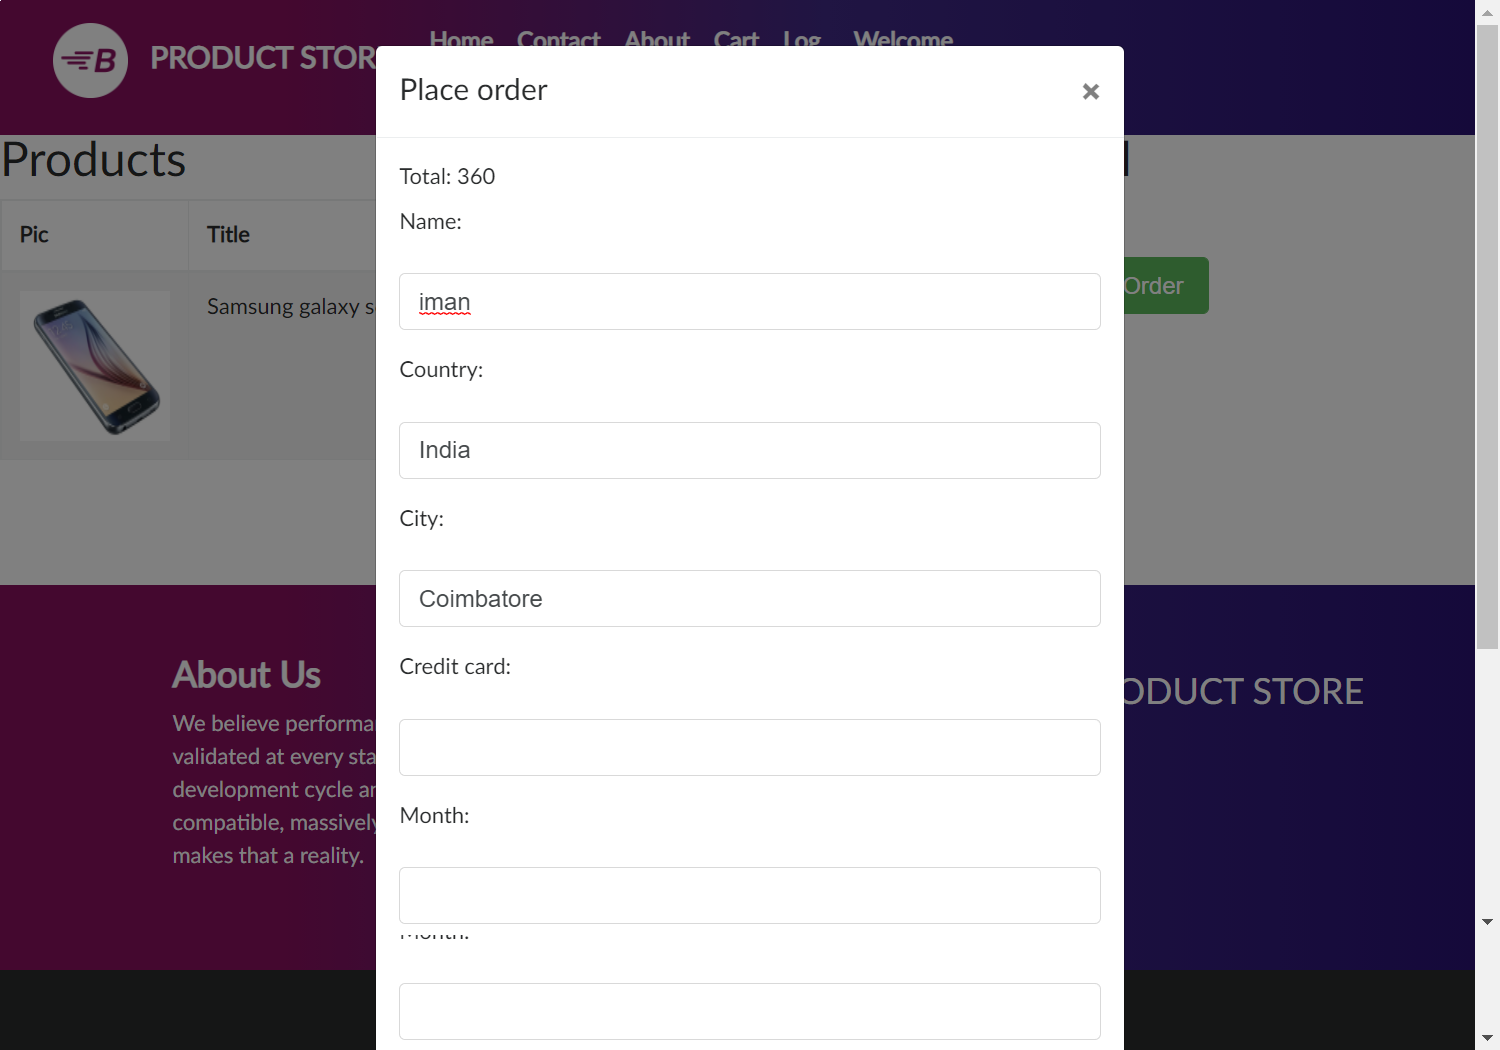 B PRODUCT STOR
Home Contact About Cart Log Welcome
Place order
×
Products
Total: 360
Name:
Pic Title
Order
iman
Samsung galaxy s
Country:
India
City:
Coimbatore
Credit card:
About Us
ODUCT STORE
We believe performa
validated at every sta
development cycle ar
compatible, massively
makes that a reality.
Month:
Month: